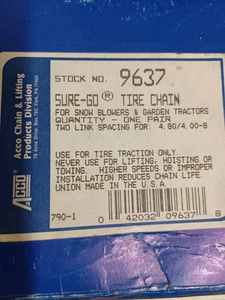 STOCK NO. 9637
SURE-GO® TIRE CHAIN
FOR SNOW BLOWERS & GARDEN TRACTORS
QUANTITY - ONE PAIR
TWO LINK SPACING FOR: 4.80/4.00-8
USE FOR TIRE TRACTION ONLY
NEVER USE FOR LIFTING, HOISTING OR
TOWING. HIGHER SPEEDS OR IMPROPER
INSTALLATION REDUCES CHAIN LIFE
UNION MADE IN THE U.S.A
790-1
0 42032 09637 8
ACCO
Acco Chain & Lifting
Products Division